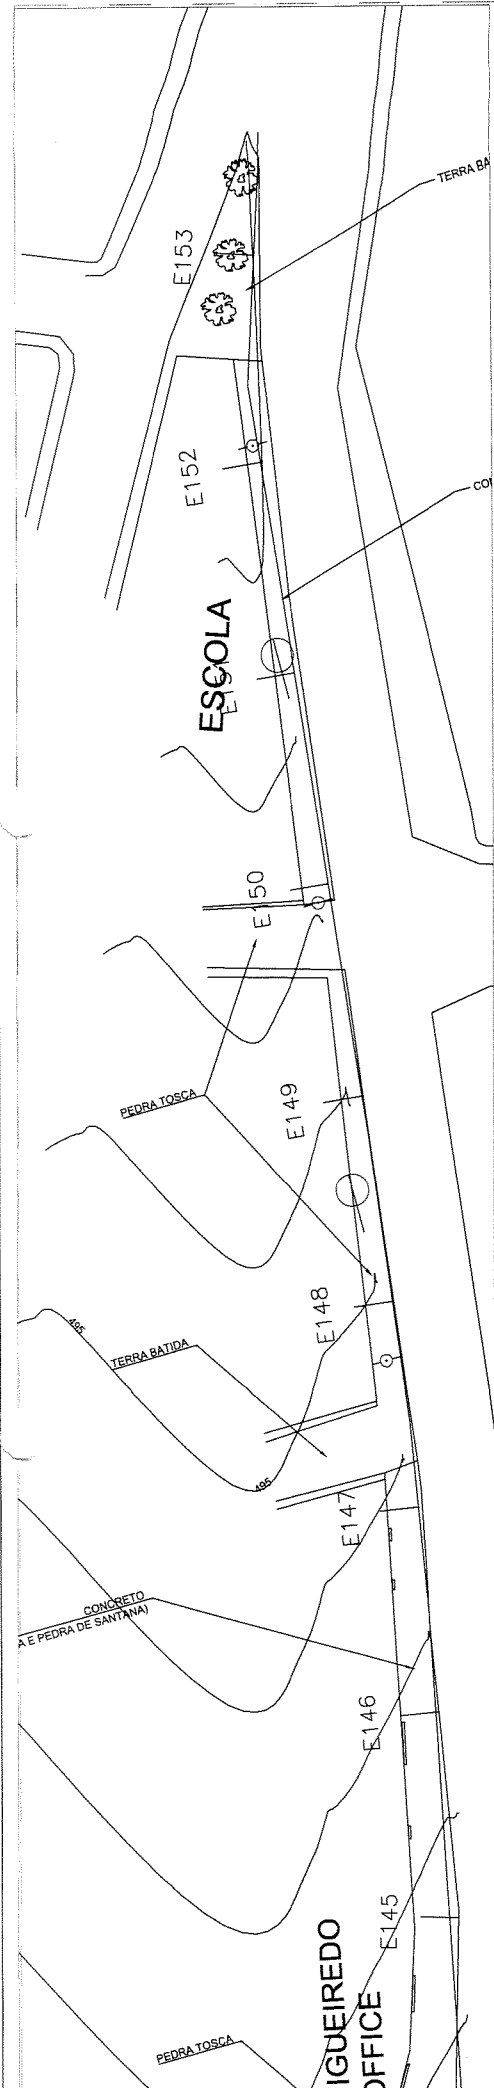 TERRA BA
E153
E152
CO
ESCOLA
E151
E150
PEDRA TOSCA
E149
E148
495
TERRA BATIDA
495
E147
CONCRETO
A E PEDRA DE SANTANA)
E146
E145
IGUEIREDO
OFFICE
PEDRA TOSCA